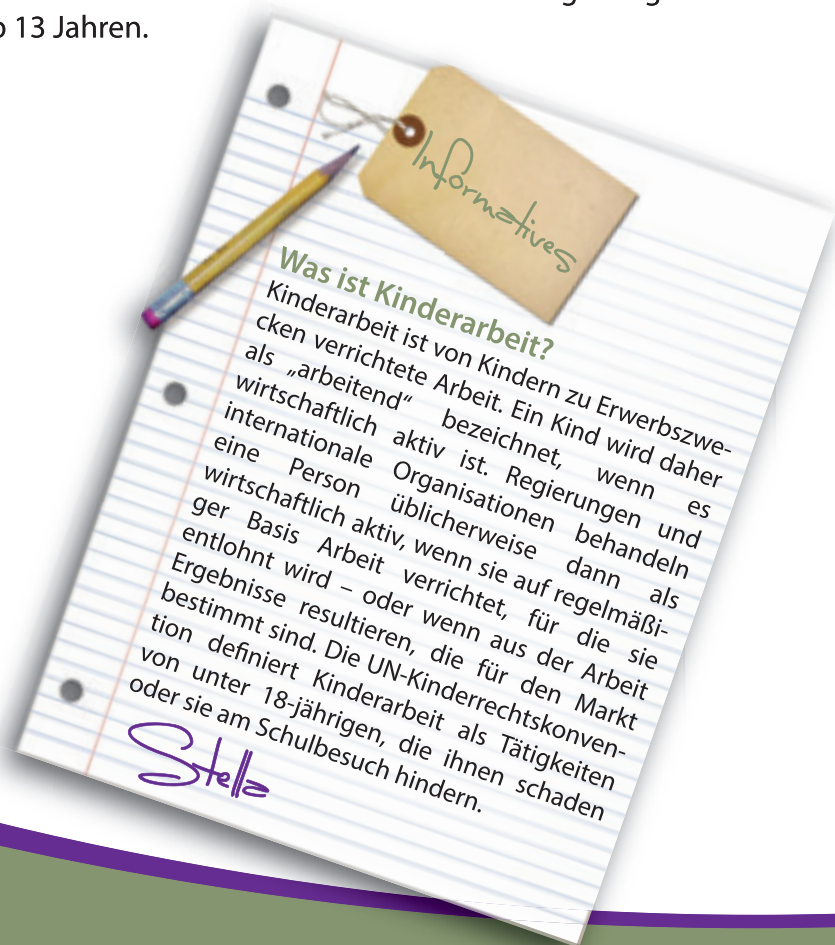 13 Jahren.
Informatives
Was ist Kinderarbeit?
Kinderarbeit ist von Kindern zu Erwerbszwe-
cken verrichtete Arbeit. Ein Kind wird daher
als „arbeitend“ bezeichnet, wenn es
wirtschaftlich aktiv ist. Regierungen und
internationale Organisationen behandeln
eine Person üblicherweise dann als
wirtschaftlich aktiv, wenn sie auf regelmäßi-
ger Basis Arbeit verrichtet, für die sie
entlohnt wird – oder wenn aus der Arbeit
Ergebnisse resultieren, die für den Markt
bestimmt sind. Die UN-Kinderrechtskonven-
tion definiert Kinderarbeit als Tätigkeiten
von unter 18-jährigen, die ihnen schaden
oder sie am Schulbesuch hindern.
Stella